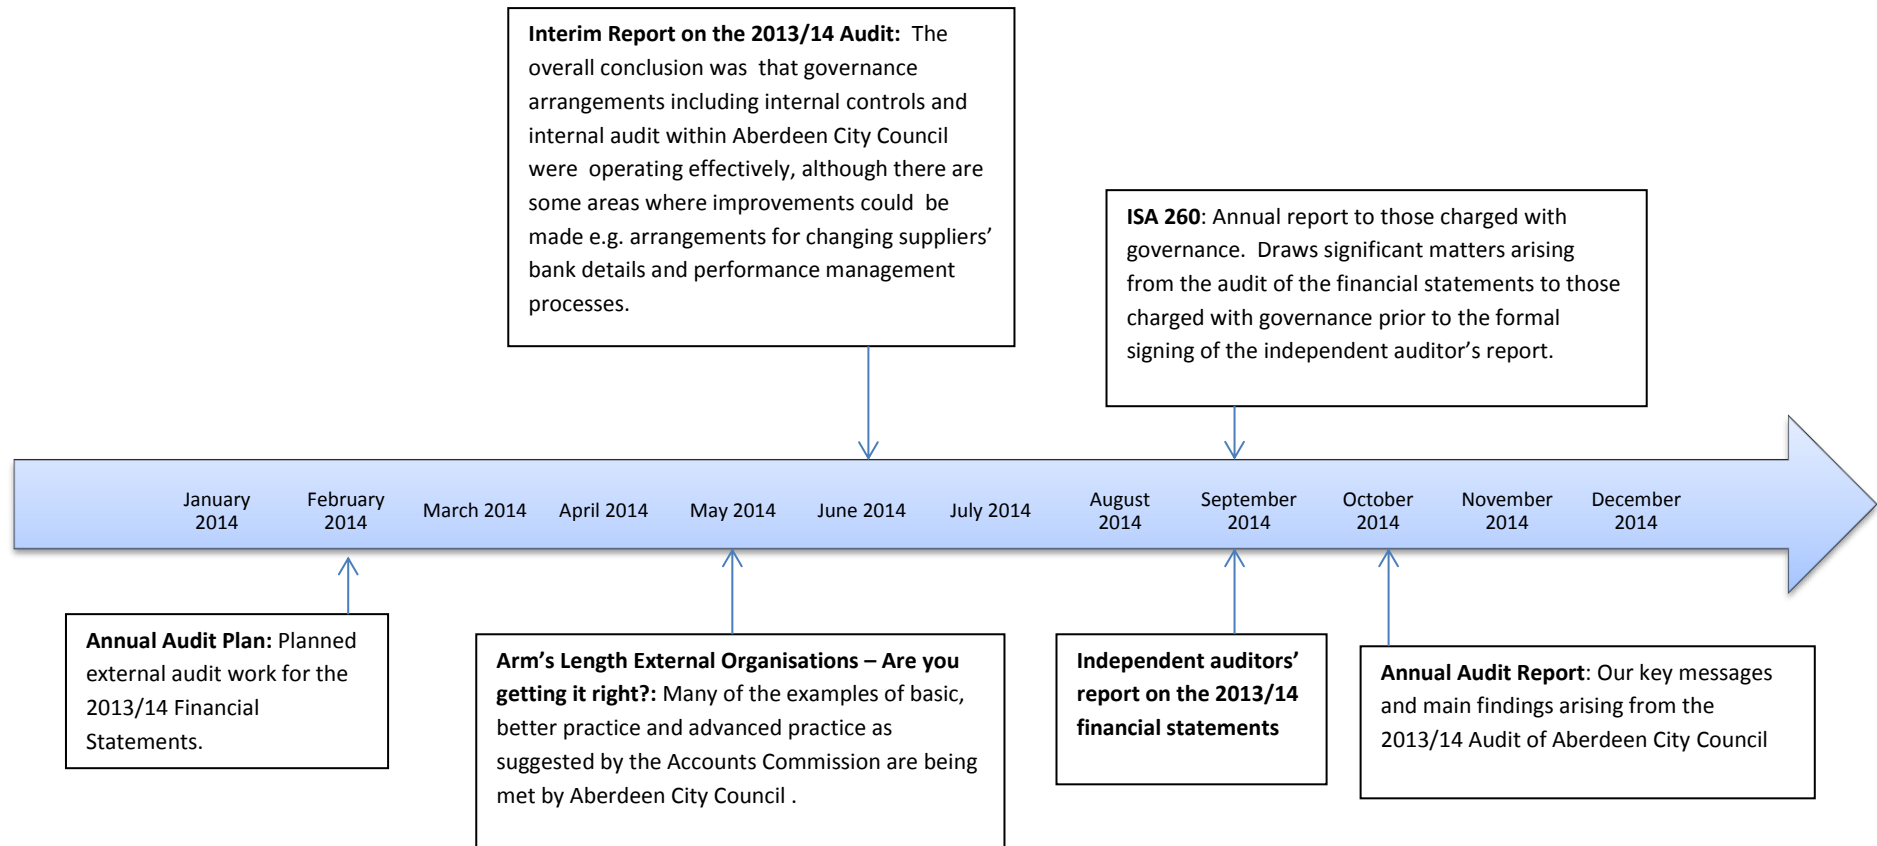 Interim Report on the 2013/14 Audit: The
overall conclusion was that governance
arrangements including internal controls and
internal audit within Aberdeen City Council
were operating effectively, although there are
some areas where improvements could be
made e.g. arrangements for changing suppliers’
bank details and performance management
processes.
ISA 260: Annual report to those charged with
governance. Draws significant matters arising
from the audit of the financial statements to those
charged with governance prior to the formal
signing of the independent auditor’s report.
January
2014
February
2014
March 2014
April 2014
May 2014
June 2014
July 2014
August
2014
September
2014
October
2014
November
2014
December
2014
Annual Audit Plan: Planned
external audit work for the
2013/14 Financial
Statements.
Arm’s Length External Organisations – Are you
getting it right?: Many of the examples of basic,
better practice and advanced practice as
suggested by the Accounts Commission are being
met by Aberdeen City Council .
Independent auditors’
report on the 2013/14
financial statements
Annual Audit Report: Our key messages
and main findings arising from the
2013/14 Audit of Aberdeen City Council